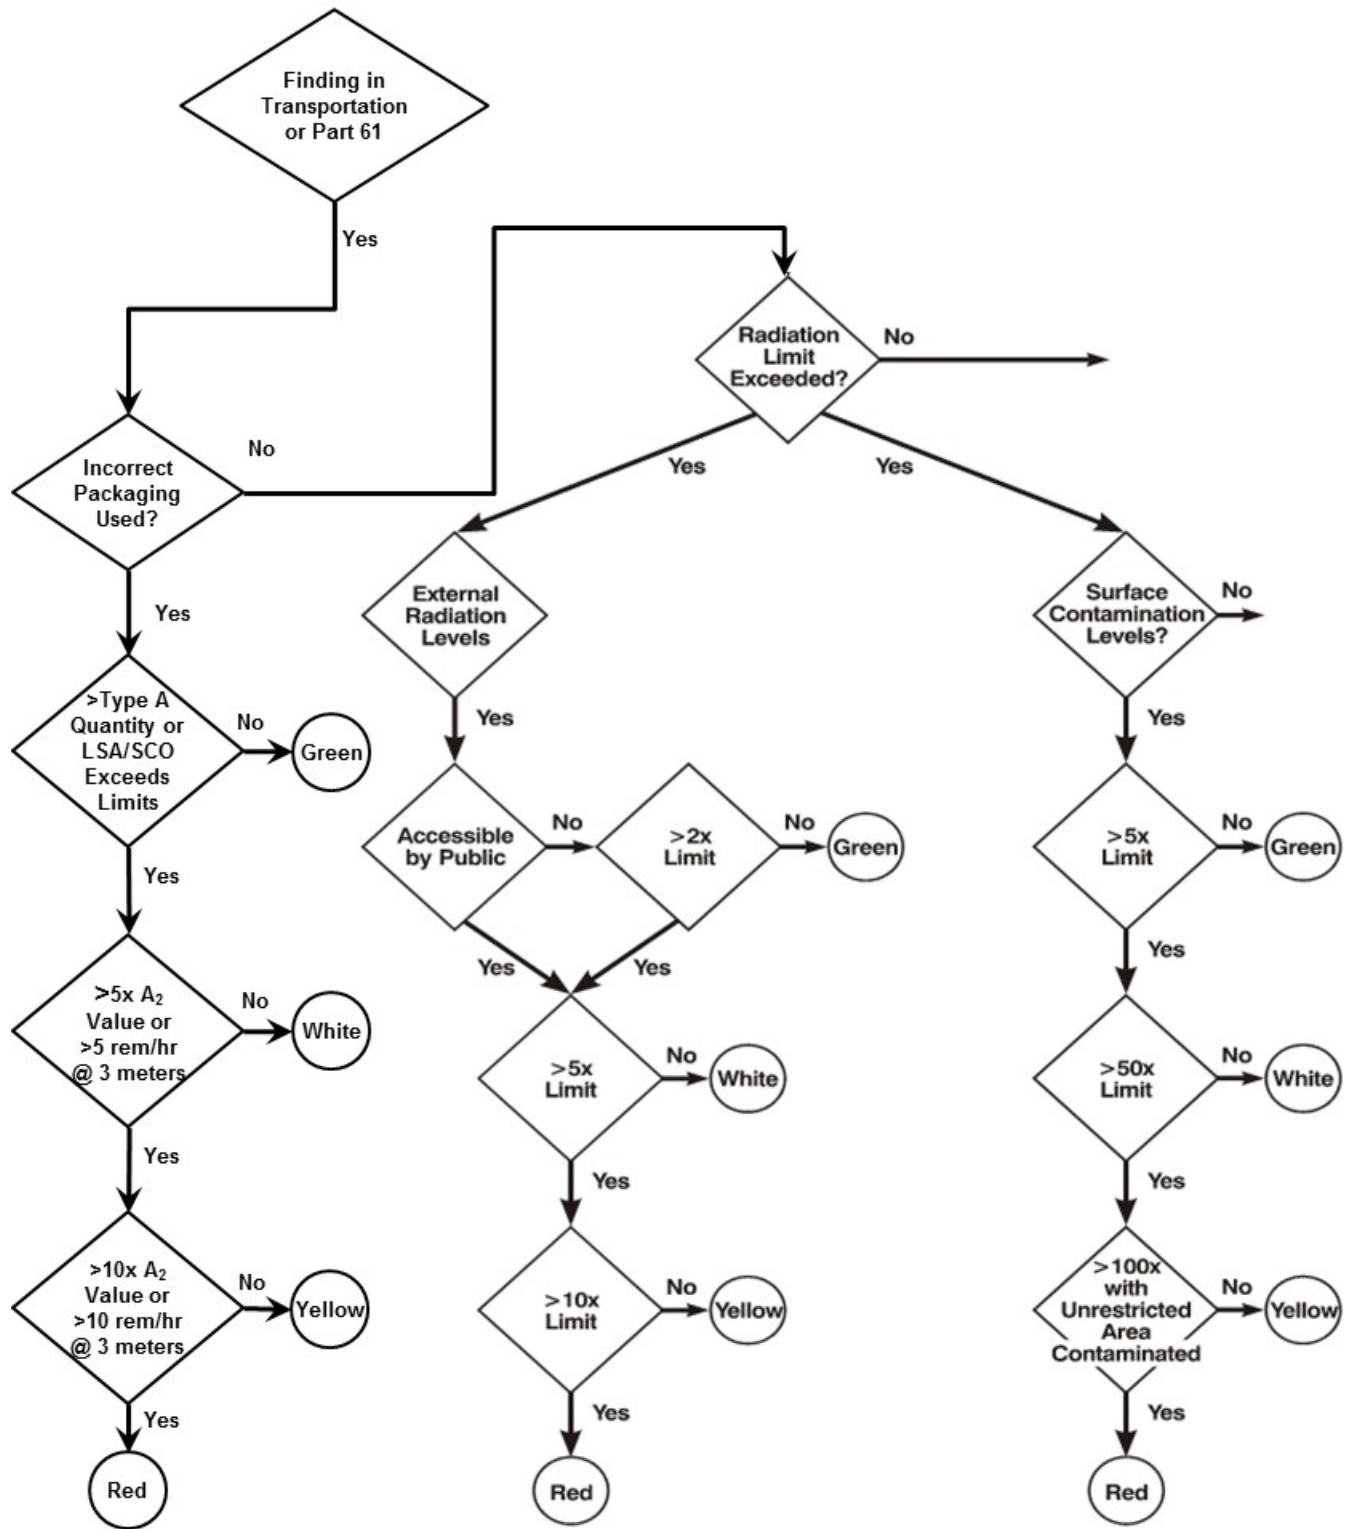 Finding in
Transportation
or Part 61
Yes
Incorrect
Packaging
Used?
No
Yes
>Type A
Quantity or
LSA/SCO
Exceeds
Limits
No
Green
Yes
>5x A₂
Value or
>5 rem/hr
@ 3 meters
No
White
Yes
>10x A₂
Value or
>10 rem/hr
@ 3 meters
No
Yellow
Yes
Red
Radiation
Limit
Exceeded?
No
Yes
Yes
External
Radiation
Levels
Yes
Accessible
by Public
No
>2x
Limit
No
Green
Yes
Yes
>5x
Limit
No
White
Yes
>10x
Limit
No
Yellow
Yes
Red
Surface
Contamination
Levels?
No
Yes
>5x
Limit
No
Green
Yes
>50x
Limit
No
White
Yes
>100x
with
Unrestricted
Area
Contaminated
No
Yellow
Yes
Red